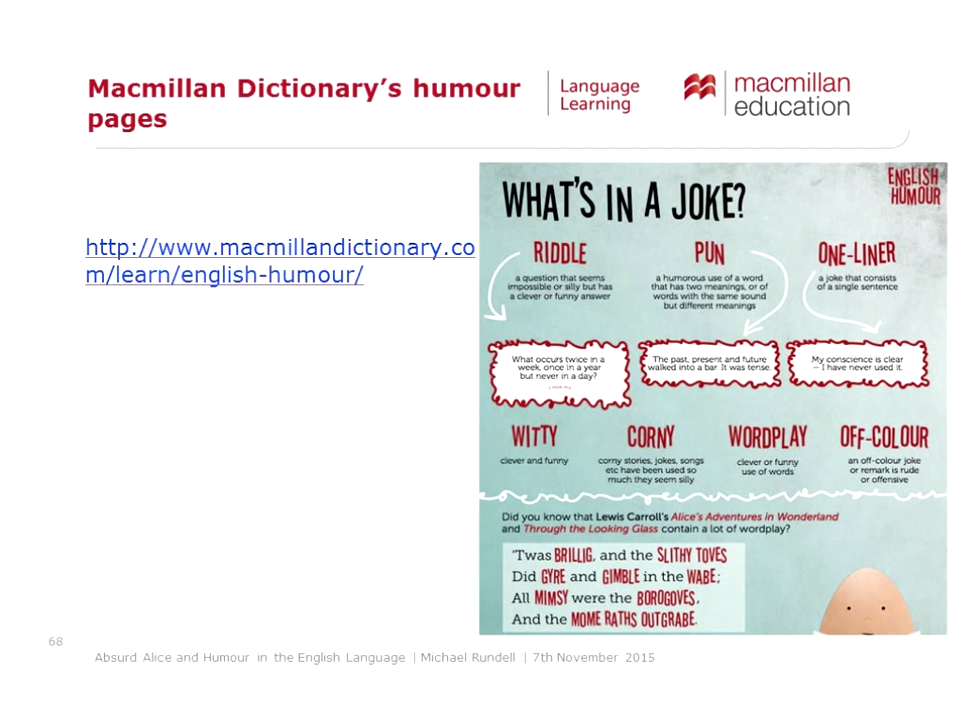 Macmillan Dictionary’s humour
pages
Language
Learning
macmillan
education
http://www.macmillandictionary.co
m/learn/english-humour/
WHAT'S IN A JOKE?
ENGLISH
HUMOUR
RIDDLE
a question that seems
impossible or silly but has
a clever or funny answer
PUN
a humorous use of a word
that has two meanings, or of
words with the same sound
but different meanings
ONE-LINER
a joke that consists
of a single sentence
What occurs twice in a
week, once in a year
but never in a day?
The past, present and future
walked into a bar. It was tense.
My conscience is clear
– I have never used it.
WITTY
clever and funny
CORNY
corny stories, jokes, songs
etc have been used so
much they seem silly
WORDPLAY
clever or funny
use of words
OFF-COLOUR
an off-colour joke
or remark is rude
or offensive
Did you know that Lewis Carroll's Alice's Adventures in Wonderland
and Through the Looking Glass contain a lot of wordplay?
'Twas BRILLIG, and the SLITHY TOVES
Did GYRE and GIMBLE in the WABE;
All MIMSY were the BOROGOVES,
And the MOME RATHS OUTGRABE.
68
Absurd Alice and Humour in the English Language | Michael Rundell | 7th November 2015